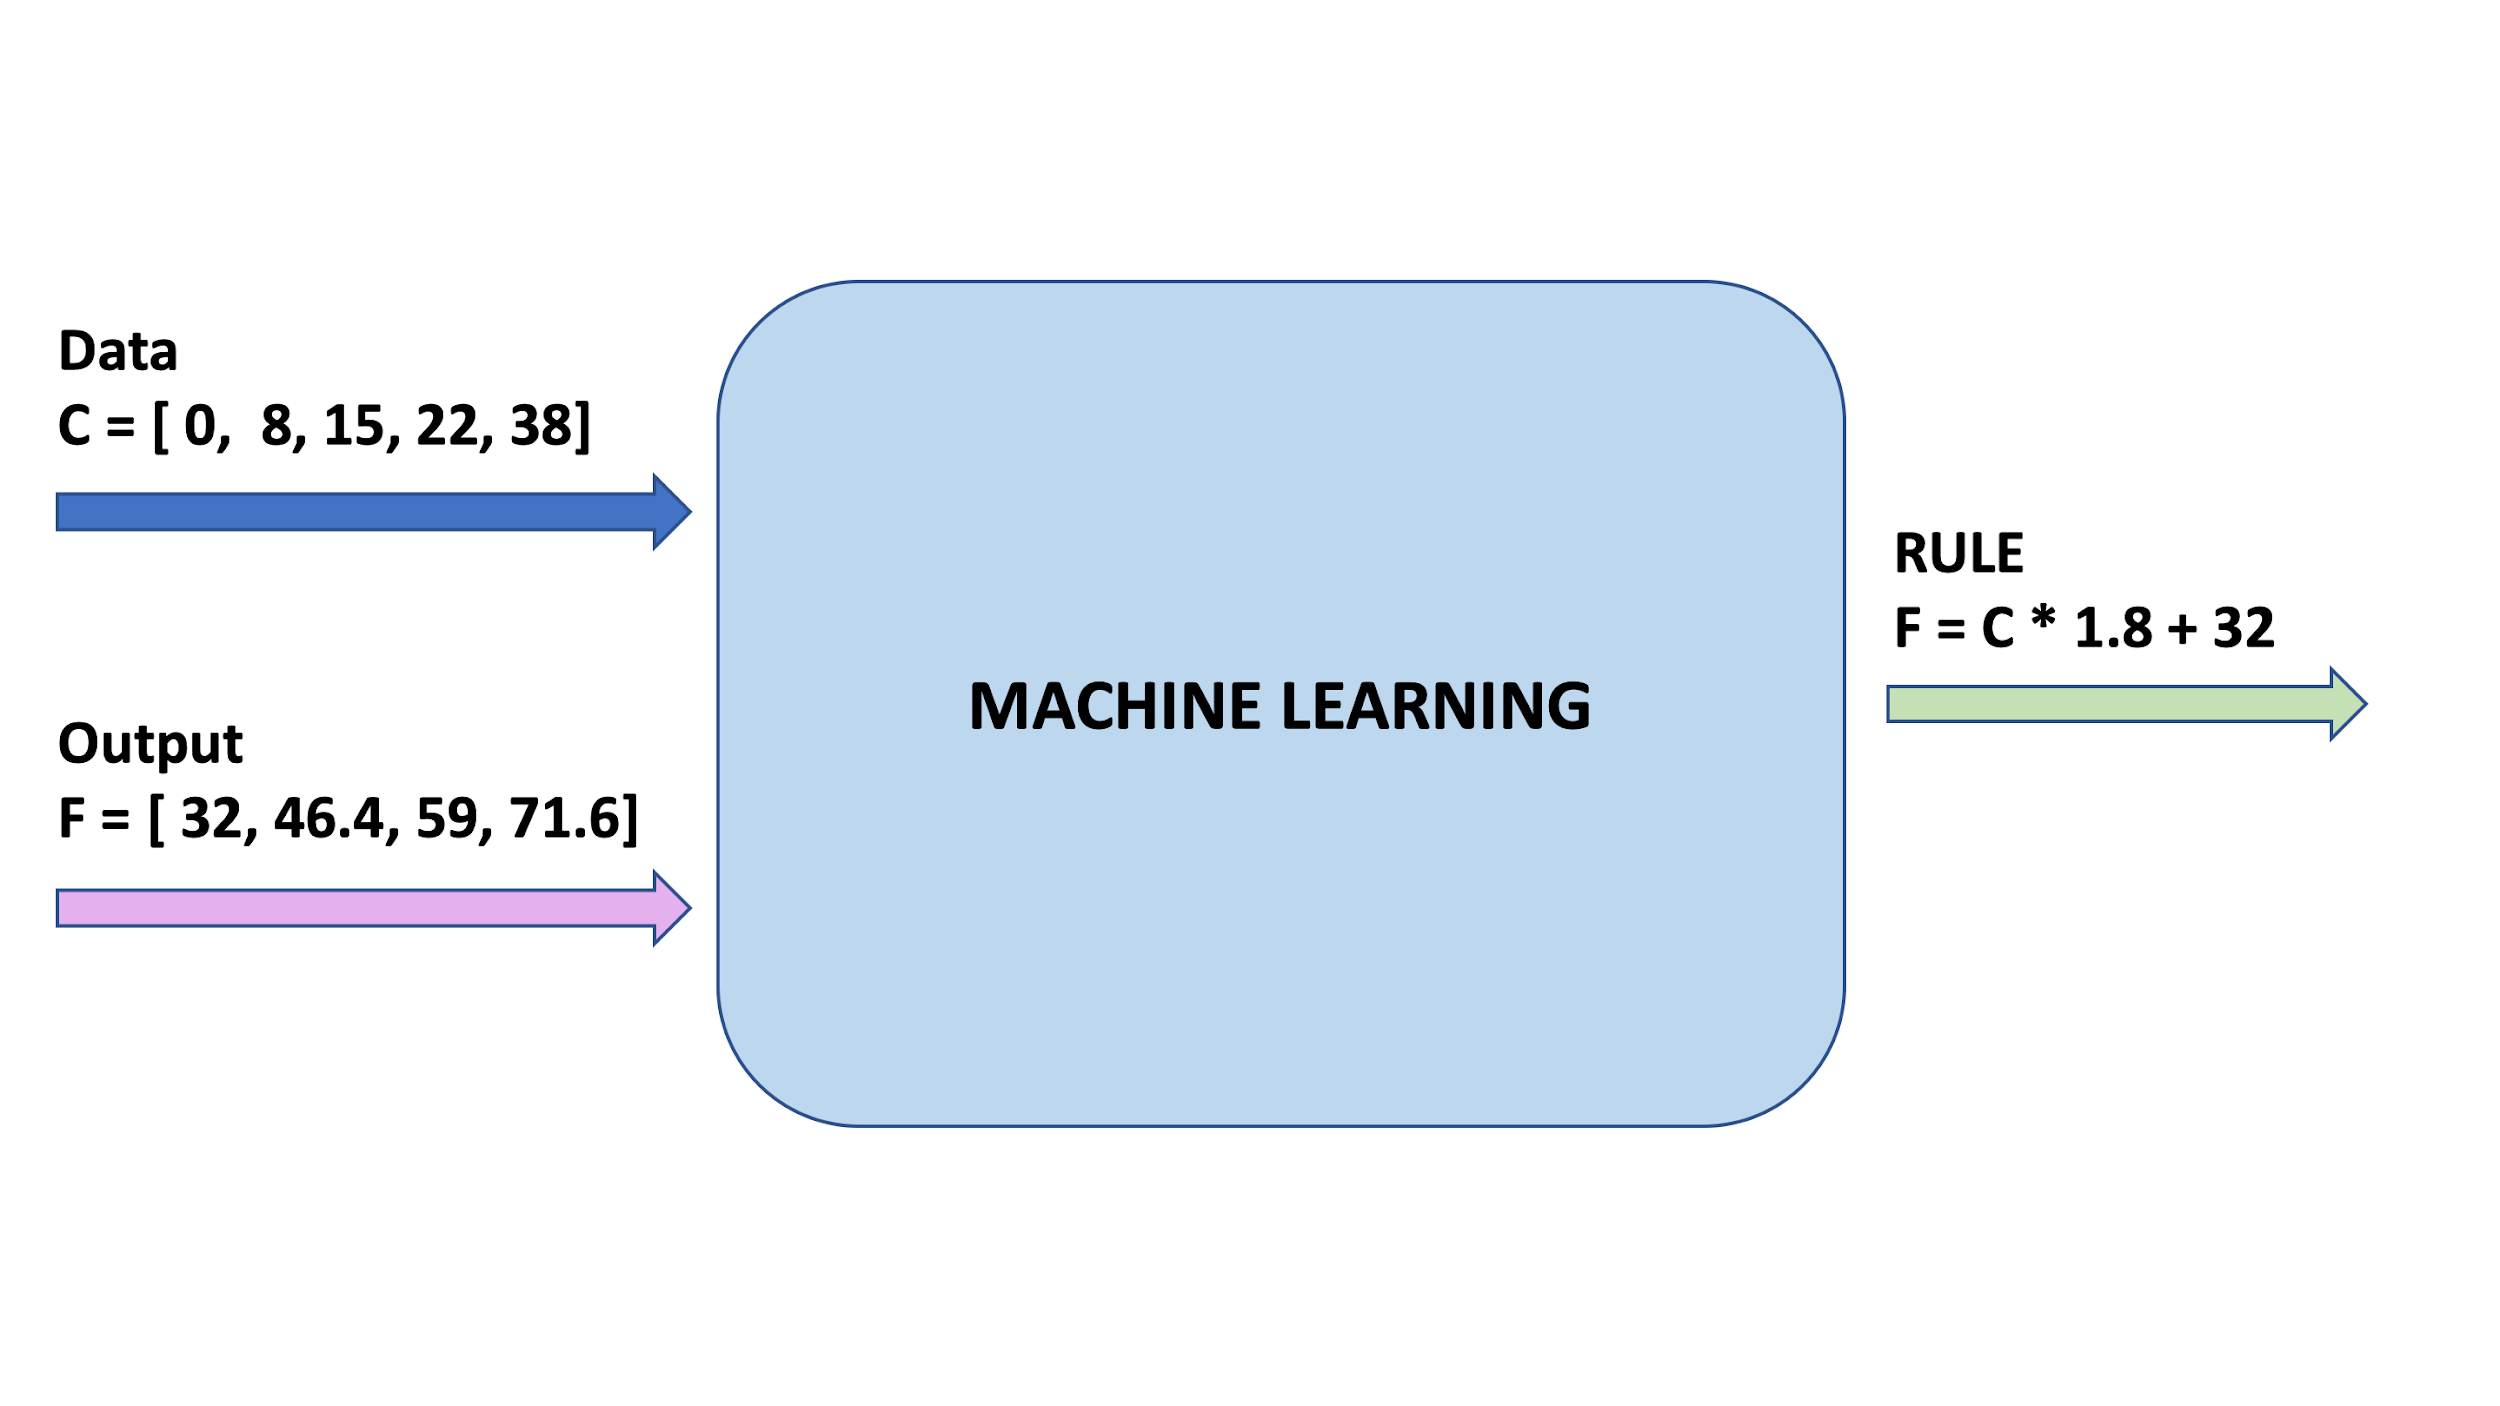 Data
C = [ 0,  8, 15, 22, 38]
Output
F = [ 32, 46.4, 59, 71.6]
MACHINE LEARNING
RULE
F = C * 1.8 + 32